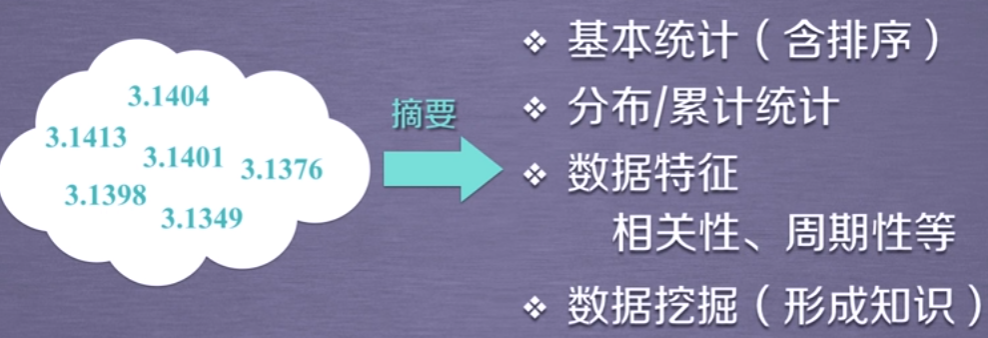 3.1404
3.1413
3.1401
3.1376
3.1398
3.1349
摘要
❖ 基本统计（含排序）
❖ 分布/累计统计
❖ 数据特征
相关性、周期性等
❖ 数据挖掘（形成知识）